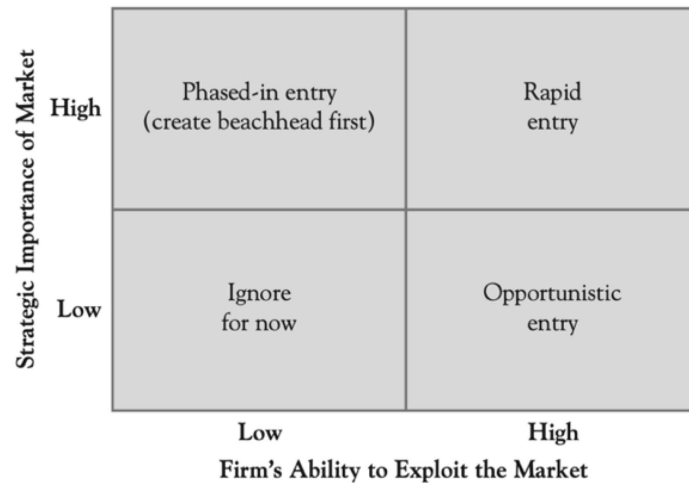 Strategic Importance of Market
High
Phased-in entry
(create beachhead first)
Rapid
entry
Low
Ignore
for now
Opportunistic
entry
Low
High
Firm's Ability to Exploit the Market